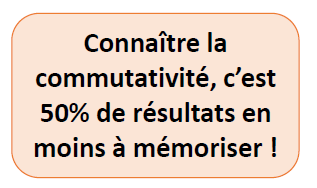 Connaître la
commutativité, c’est
50% de résultats en
moins à mémoriser !